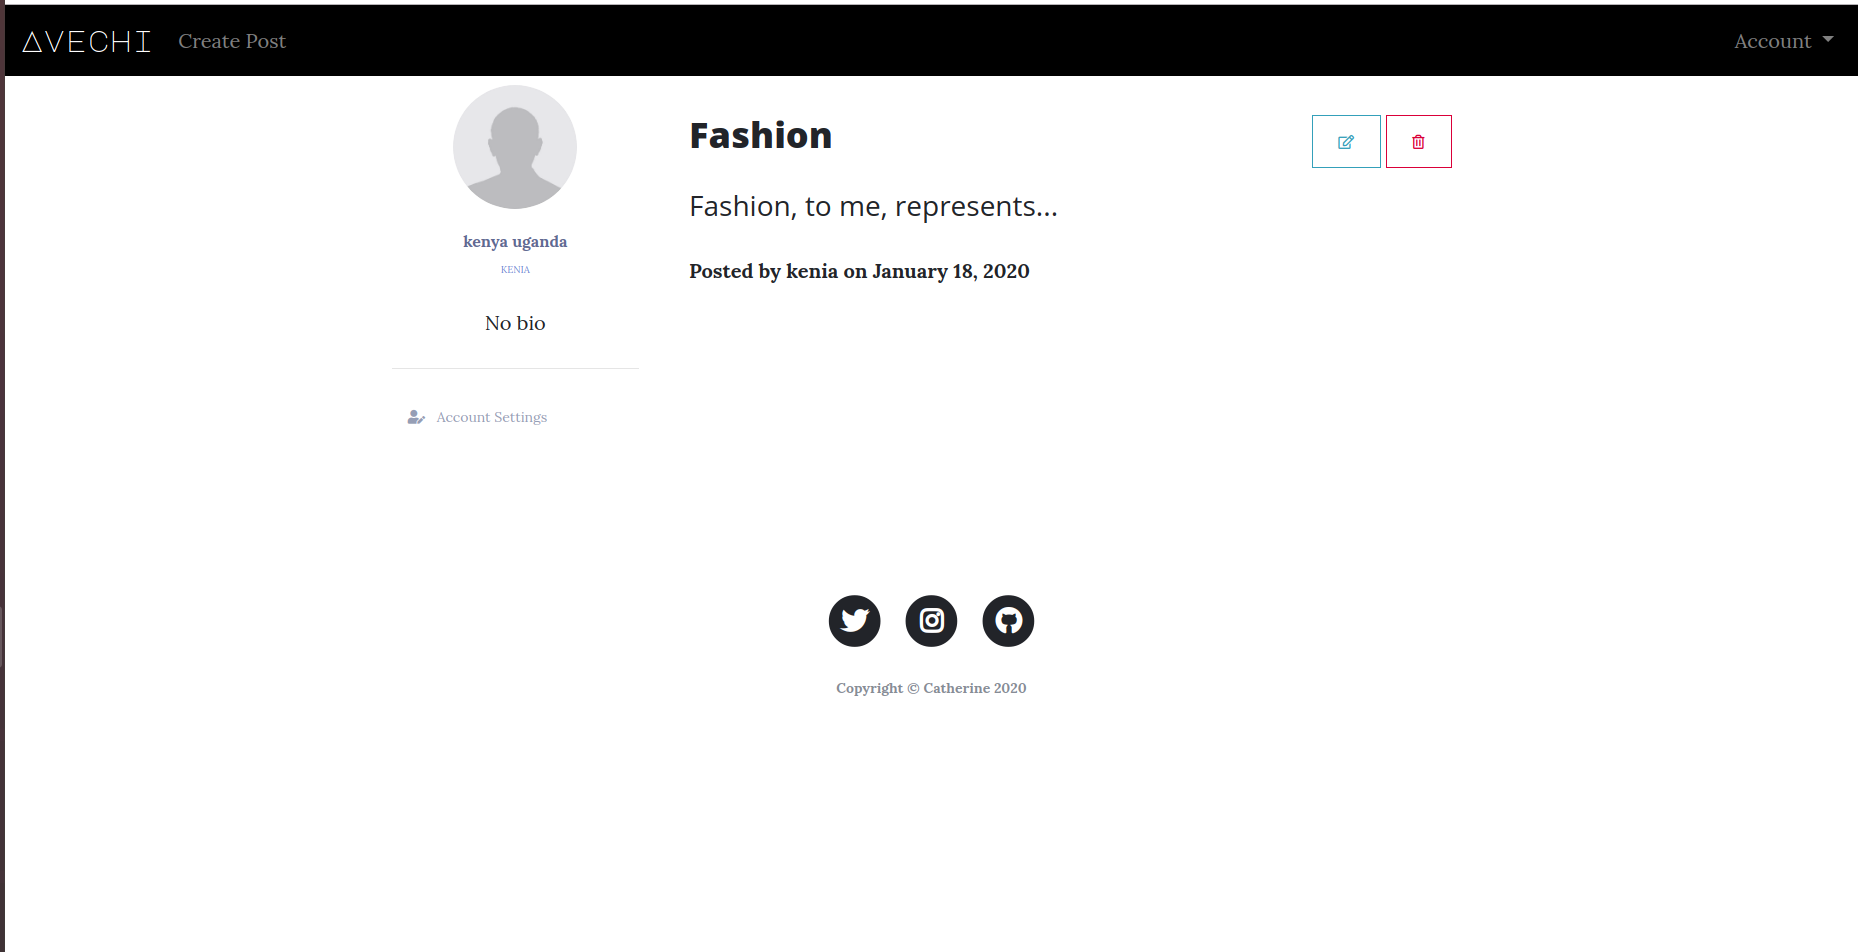 AVECHI Create Post Account
kenya uganda
KENIA
No bio
Account Settings
Fashion
Fashion, to me, represents...
Posted by kenia on January 18, 2020
Copyright © Catherine 2020